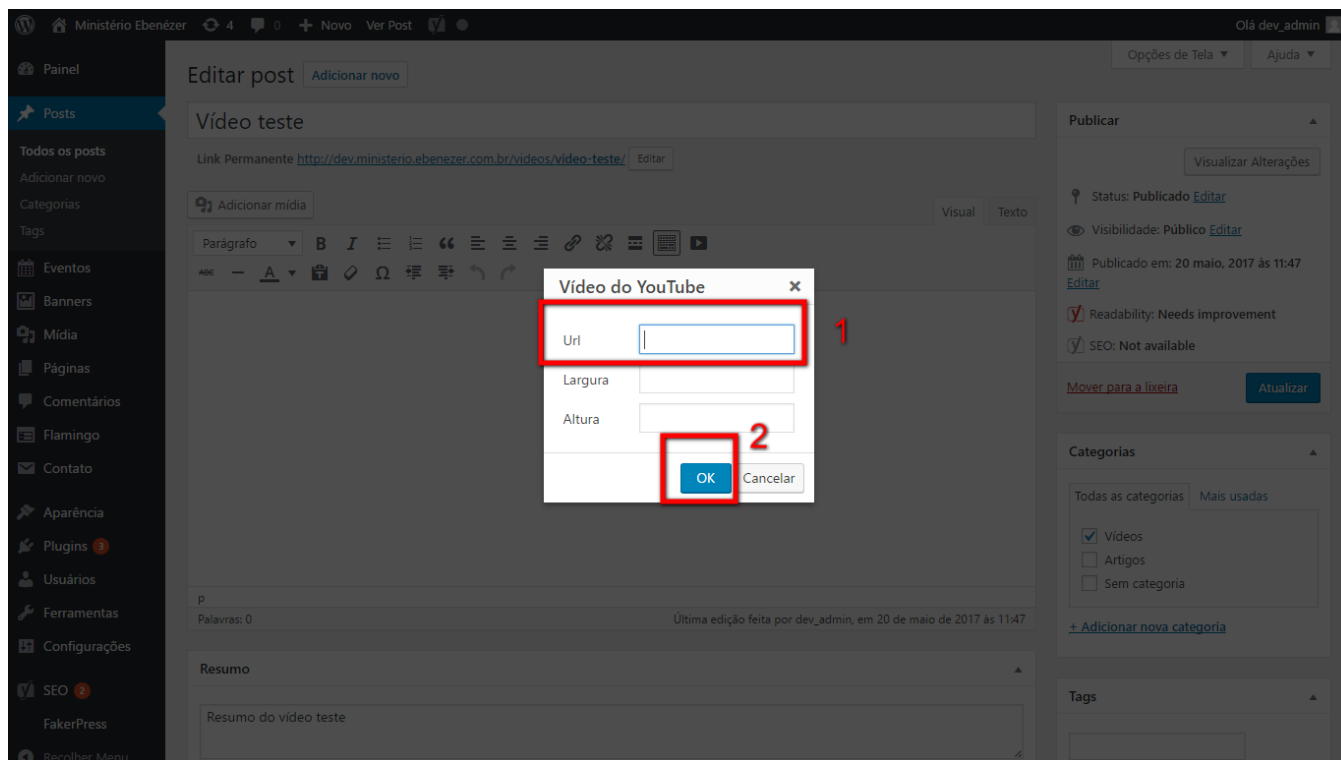 Ministério Ebenézer 4 0 + Novo Ver Post Olá dev_admin
Opções de Tela Ajuda
Painel
Posts
Todos os posts
Adicionar novo
Categorias
Tags
Eventos
Banners
Mídia
Páginas
Comentários
Flamingo
Contato
Aparência
Plugins 3
Usuários
Ferramentas
Configurações
SEO 2
FakerPress
Recolher Menu
Editar post Adicionar novo
Vídeo teste
Link Permanente http://dev.ministerio.ebenezer.com.br/videos/video-teste/ Editar
Adicionar mídia
Visual Texto
Parágrafo B I
ABC A Ω
Vídeo do YouTube ×
Url
1
Largura
Altura
2
OK Cancelar
p
Palavras: 0 Última edição feita por dev_admin, em 20 de maio de 2017 às 11:47
Resumo
Resumo do vídeo teste
Publicar
Visualizar Alterações
Status: Publicado Editar
Visibilidade: Público Editar
Publicado em: 20 maio, 2017 às 11:47
Editar
Readability: Needs improvement
SEO: Not available
Mover para a lixeira Atualizar
Categorias
Todas as categorias Mais usadas
Vídeos
Artigos
Sem categoria
+ Adicionar nova categoria
Tags